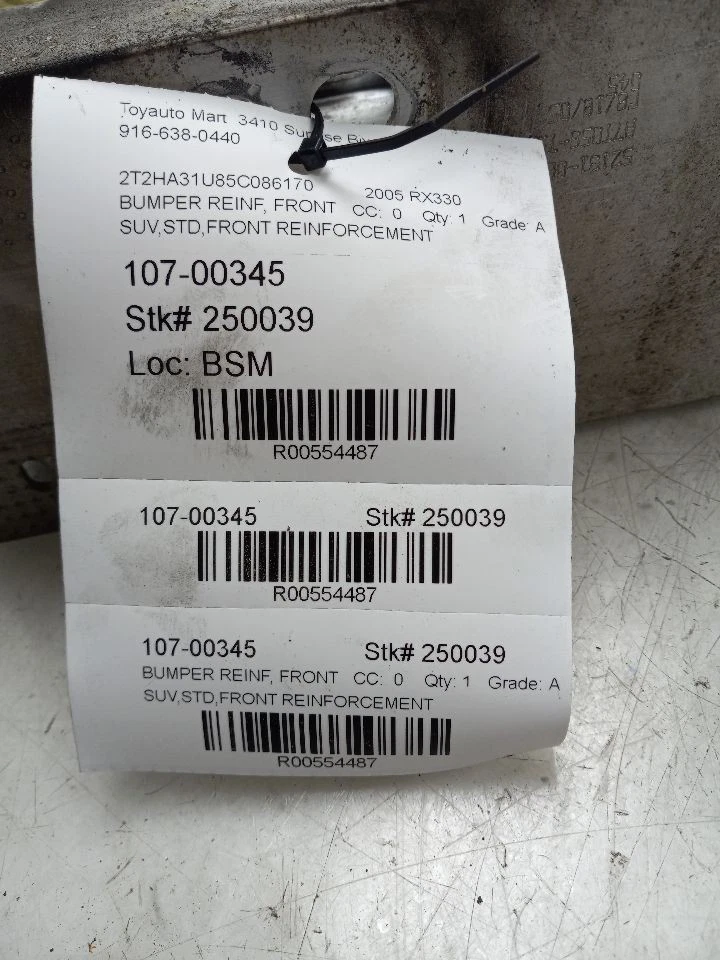 Toyauto Mart 3410
916-638-0440
2T2HA31U85C086170 2005 RX330
BUMPER REINF, FRONT CC: 0 Qty: 1 Grade: A
SUV,STD,FRONT REINFORCEMENT
107-00345
Stk# 250039
Loc: BSM
R00554487
107-00345 Stk# 250039
R00554487
107-00345 Stk# 250039
BUMPER REINF, FRONT CC: 0 Qty: 1 Grade: A
SUV,STD,FRONT REINFORCEMENT
R00554487